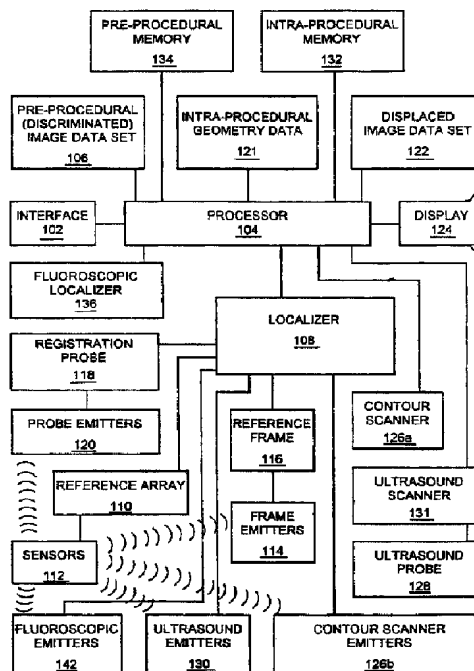 PRE-PROCEDURAL
MEMORY
134
INTRA-PROCEDURAL
MEMORY
132
PRE-PROCEDURAL
(DISCRIMINATED)
IMAGE DATA SET
106
INTRA-PROCEDURAL
GEOMETRY DATA
121
DISPLACED
IMAGE DATA SET
122
INTERFACE
102
PROCESSOR
104
DISPLAY
124
FLUOROSCOPIC
LOCALIZER
136
LOCALIZER
108
REGISTRATION
PROBE
118
CONTOUR
SCANNER
126a
PROBE EMITTERS
120
REFERENCE
FRAME
116
REFERENCE ARRAY
110
ULTRASOUND
SCANNER
131
FRAME
EMITTERS
114
SENSORS
112
ULTRASOUND
PROBE
128
FLUOROSCOPIC
EMITTERS
142
ULTRASOUND
EMITTERS
130
CONTOUR SCANNER
EMITTERS
126b